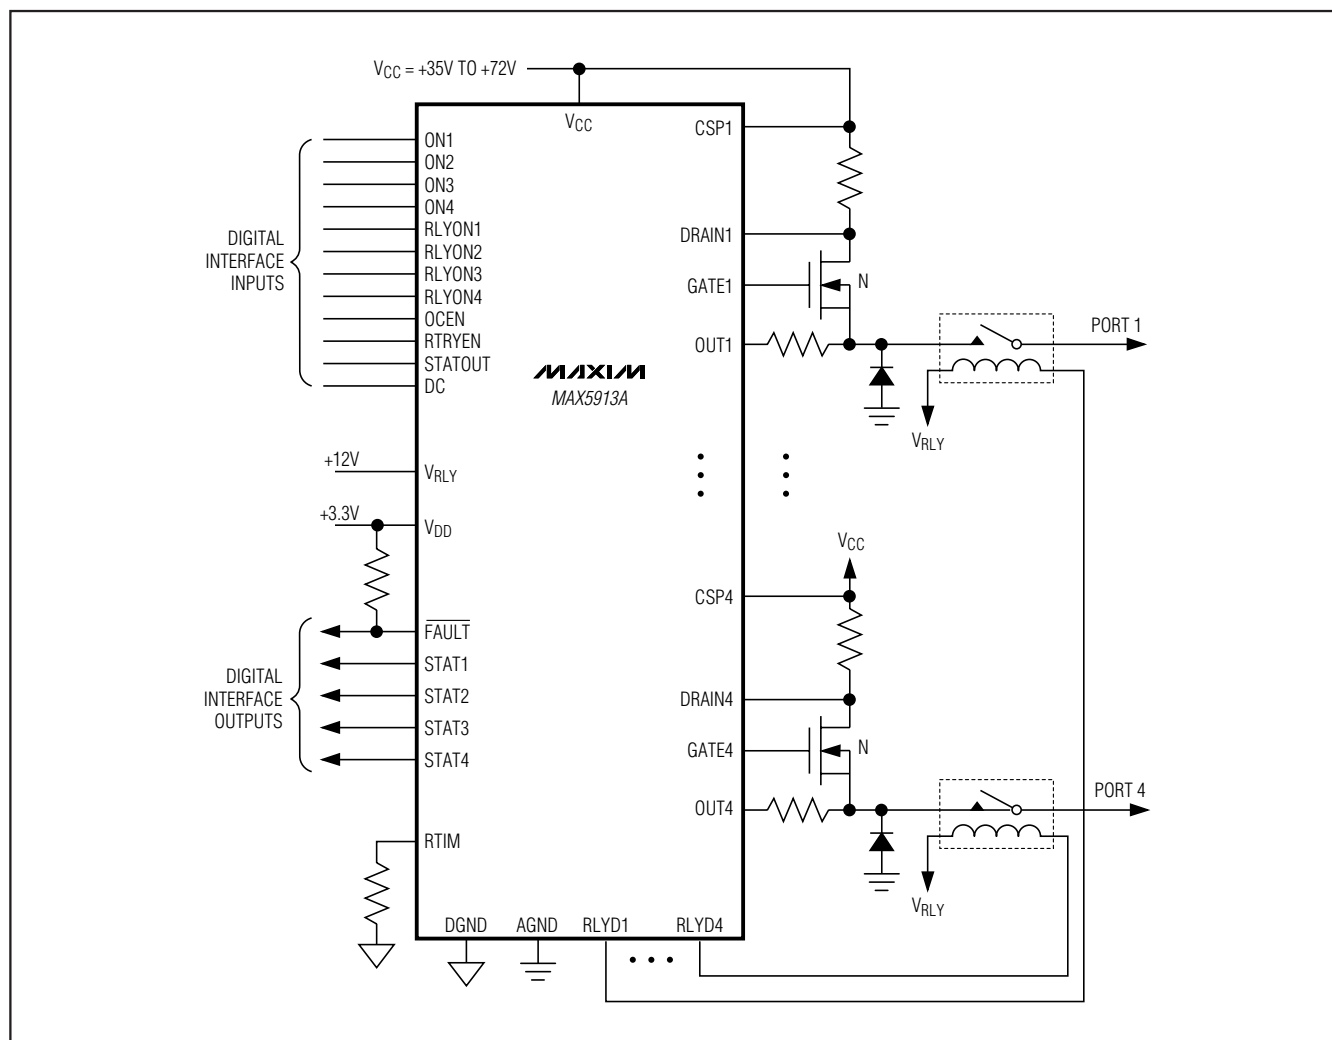 VCC = +35V TO +72V
VCC
ON1
ON2
ON3
ON4
RLYON1
RLYON2
RLYON3
RLYON4
OCEN
RTRYEN
STATOUT
DC
DIGITAL
INTERFACE
INPUTS
+12V
VRLY
+3.3V
VDD
FAULT
STAT1
STAT2
STAT3
STAT4
DIGITAL
INTERFACE
OUTPUTS
RTIM
DGND
AGND
RLYD1
RLYD4
MAXIM
MAX5913A
CSP1
DRAIN1
GATE1
N
OUT1
PORT 1
VRLY
VCC
CSP4
DRAIN4
GATE4
N
OUT4
PORT 4
VRLY